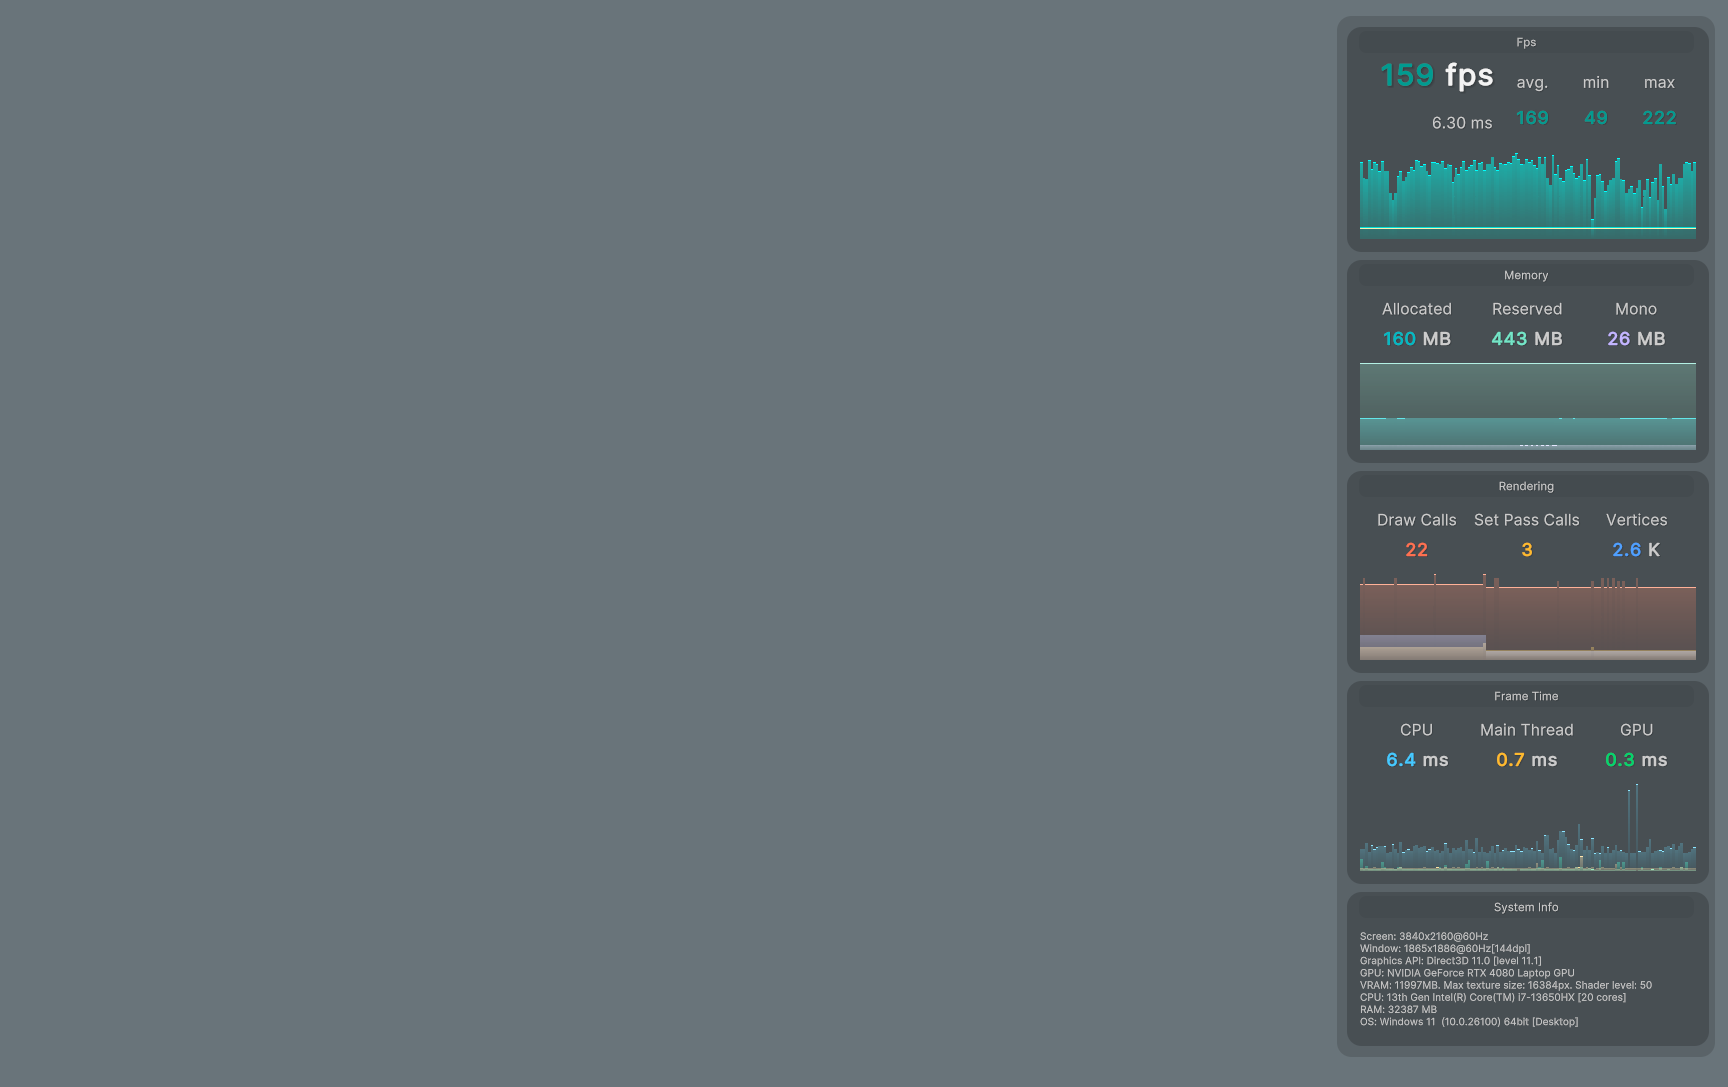 Fps
159 fps avg. min max
6.30 ms 169 49 222
Memory
Allocated Reserved Mono
160 MB 443 MB 26 MB
Rendering
Draw Calls Set Pass Calls Vertices
22 3 2.6 K
Frame Time
CPU Main Thread GPU
6.4 ms 0.7 ms 0.3 ms
System Info
Screen: 3840x2160@60Hz
Window: 1865x1886@60Hz[144dpi]
Graphics API: Direct3D 11.0 [level 11.1]
GPU: NVIDIA GeForce RTX 4080 Laptop GPU
VRAM: 11997MB. Max texture size: 16384px. Shader level: 50
CPU: 13th Gen Intel(R) Core(TM) i7-13650HX [20 cores]
RAM: 32387 MB
OS: Windows 11  (10.0.26100) 64bit [Desktop]